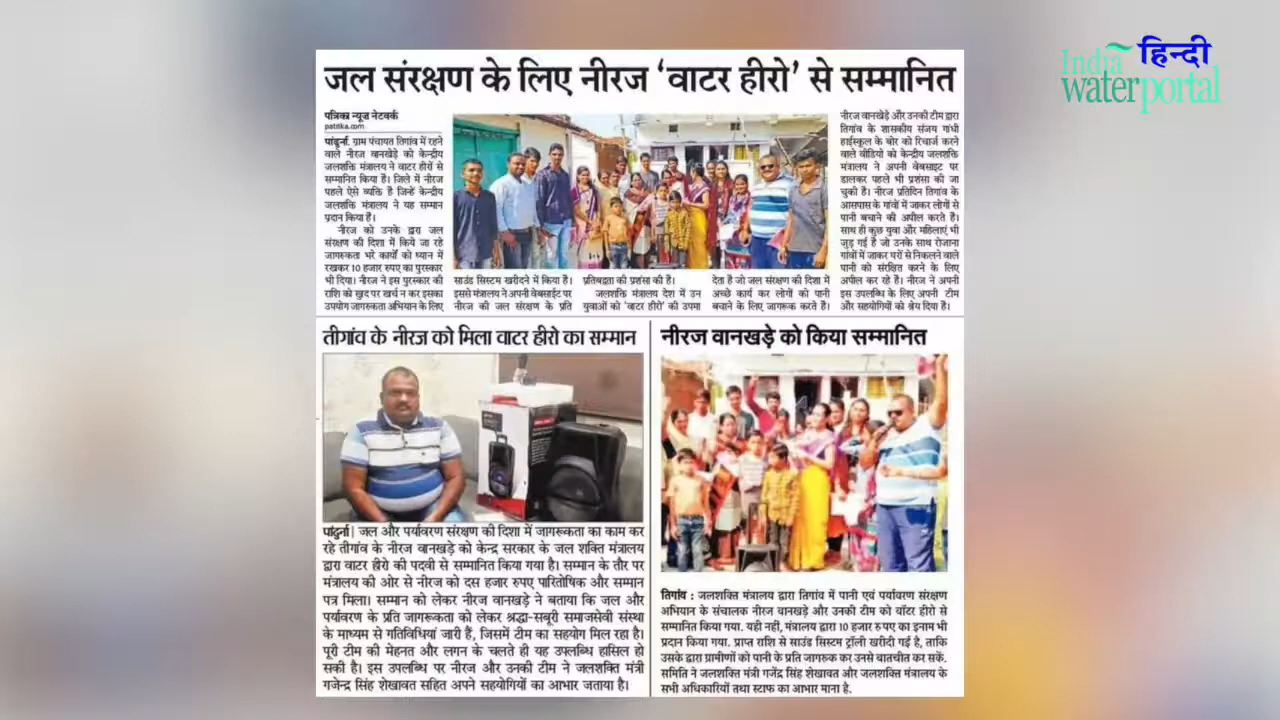 India हिन्दी
waterportal
जल संरक्षण के लिए नीरज ‘वाटर हीरो’ से सम्मानित
पत्रिका न्यूज नेटवर्क
patrika.com
पांढुर्ना. ग्राम पंचायत तिगांव में रहने
वाले नीरज वानखेड़े को केन्द्रीय
जलशक्ति मंत्रालय ने वाटर हीरो से
सम्मानित किया है। जिले में नीरज
पहले ऐसे व्यक्ति हैं जिन्हें केन्द्रीय
जलशक्ति मंत्रालय ने यह सम्मान
प्रदान किया है।
नीरज को उनके द्वारा जल
संरक्षण की दिशा में किये जा रहे
जागरुकता भरे कार्यों को ध्यान में
रखकर 10 हजार रुपए का पुरस्कार
भी दिया। नीरज ने इस पुरस्कार की
राशि को खुद पर खर्च न कर इसका
उपयोग जागरुकता अभियान के लिए
साउंड सिस्टम खरीदने में किया है।
इससे मंत्रालय ने अपनी वेबसाईट पर
नीरज की जल संरक्षण के प्रति
प्रतिबद्धता की प्रशंसा की है।
जलशक्ति मंत्रालय देश में उन
युवाओं को ‘वाटर हीरो’ की उपमा
देता है जो जल संरक्षण की दिशा में
अच्छे कार्य कर लोगों को पानी
बचाने के लिए जागरूक करते हैं।
नीरज वानखेड़े और उनकी टीम द्वारा
तिगांव के शासकीय संजय गांधी
हाईस्कूल के बोर को रिचार्ज करने
वाले वीडियो को केन्द्रीय जलशक्ति
मंत्रालय ने अपनी वेबसाइट पर
डालकर पहले भी प्रशंसा की जा
चुकी हैं। नीरज प्रतिदिन तिगांव के
आसपास के गांवों में जाकर लोगों से
पानी बचाने की अपील करते हैं।
साथ ही कुछ युवा और महिलाएं भी
जुड़ गई है जो उनके साथ रोजाना
गांवों में जाकर घरों से निकलने वाले
पानी को संरक्षित करने के लिए
अपील कर रहे हैं। नीरज ने अपनी
इस उपलब्धि के लिए अपनी टीम
और सहयोगियों को श्रेय दिया है।
तीगांव के नीरज को मिला वाटर हीरो का सम्मान
पांढुर्ना| जल और पर्यावरण संरक्षण की दिशा में जागरूकता का काम कर
रहे तीगांव के नीरज वानखड़े को केन्द्र सरकार के जल शक्ति मंत्रालय
द्वारा वाटर हीरो की पदवी से सम्मानित किया गया है। सम्मान के तौर पर
मंत्रालय की ओर से नीरज को दस हजार रुपए पारितोषिक और सम्मान
पत्र मिला। सम्मान को लेकर नीरज वानखड़े ने बताया कि जल और
पर्यावरण के प्रति जागरूकता को लेकर श्रद्धा-सबूरी समाजसेवी संस्था
के माध्यम से गतिविधियां जारी हैं, जिसमें टीम का सहयोग मिल रहा है।
पूरी टीम की मेहनत और लगन के चलते ही यह उपलब्धि हासिल हो
सकी है। इस उपलब्धि पर नीरज और उनकी टीम ने जलशक्ति मंत्री
गजेन्द्र सिंह शेखावत सहित अपने सहयोगियों का आभार जताया है।
नीरज वानखड़े को किया सम्मानित
तिगांव : जलशक्ति मंत्रालय द्वारा तिगांव में पानी एवं पर्यावरण संरक्षण
अभियान के संचालक नीरज वानखड़े और उनकी टीम को वॉटर हीरो से
सम्मानित किया गया. यही नहीं, मंत्रालय द्वारा 10 हजार रुपए का इनाम भी
प्रदान किया गया. प्राप्त राशि से साउंड सिस्टम ट्रॉली खरीदी गई है, ताकि
उसके द्वारा ग्रामीणों को पानी के प्रति जागरुक कर उनसे बातचीत कर सकें.
समिति ने जलशक्ति मंत्री गजेंद्र सिंह शेखावत और जलशक्ति मंत्रालय के
सभी अधिकारियों तथा स्टाफ का आभार माना है.